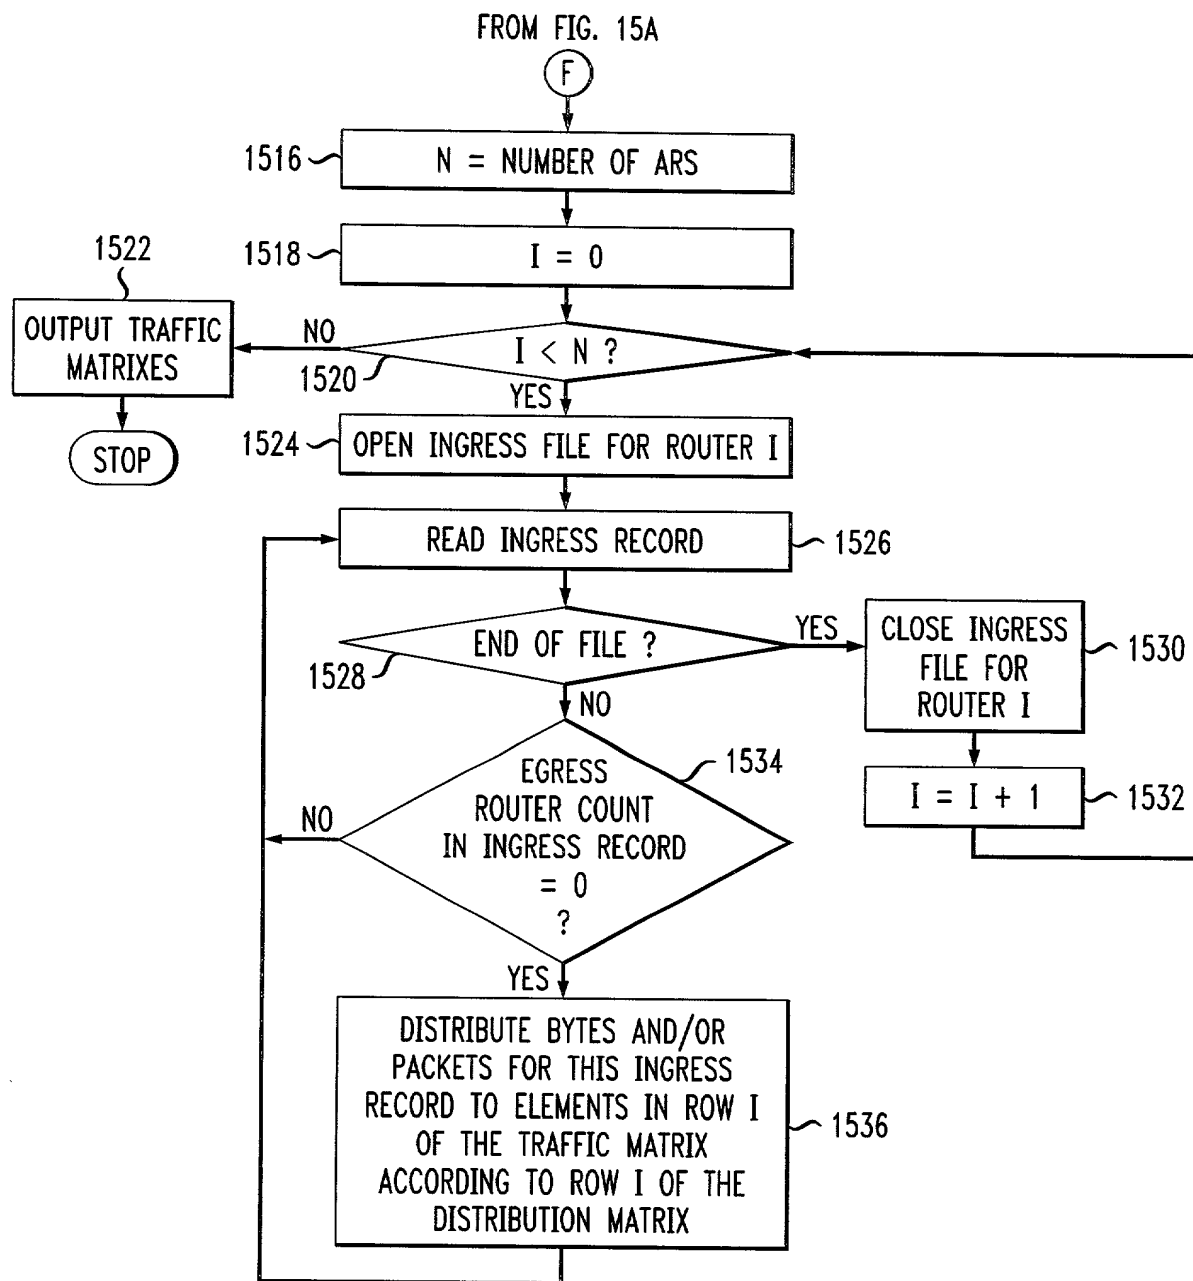 FROM FIG. 15A
F
1516
N = NUMBER OF ARS
1518
I = 0
1522
OUTPUT TRAFFIC
MATRIXES
STOP
NO
I < N ?
1520
YES
1524
OPEN INGRESS FILE FOR ROUTER I
READ INGRESS RECORD
1526
END OF FILE ?
1528
YES
CLOSE INGRESS
FILE FOR
ROUTER I
1530
I = I + 1
1532
NO
EGRESS
ROUTER COUNT
IN INGRESS RECORD
= 0
?
1534
NO
YES
DISTRIBUTE BYTES AND/OR
PACKETS FOR THIS INGRESS
RECORD TO ELEMENTS IN ROW I
OF THE TRAFFIC MATRIX
ACCORDING TO ROW I OF THE
DISTRIBUTION MATRIX
1536